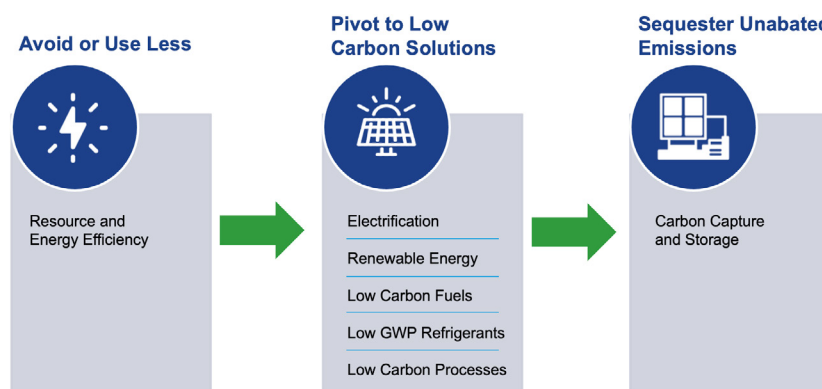 Avoid or Use Less
Resource and
Energy Efficiency
Pivot to Low
Carbon Solutions
Electrification
Renewable Energy
Low Carbon Fuels
Low GWP Refrigerants
Low Carbon Processes
Sequester Unabated
Emissions
Carbon Capture
and Storage